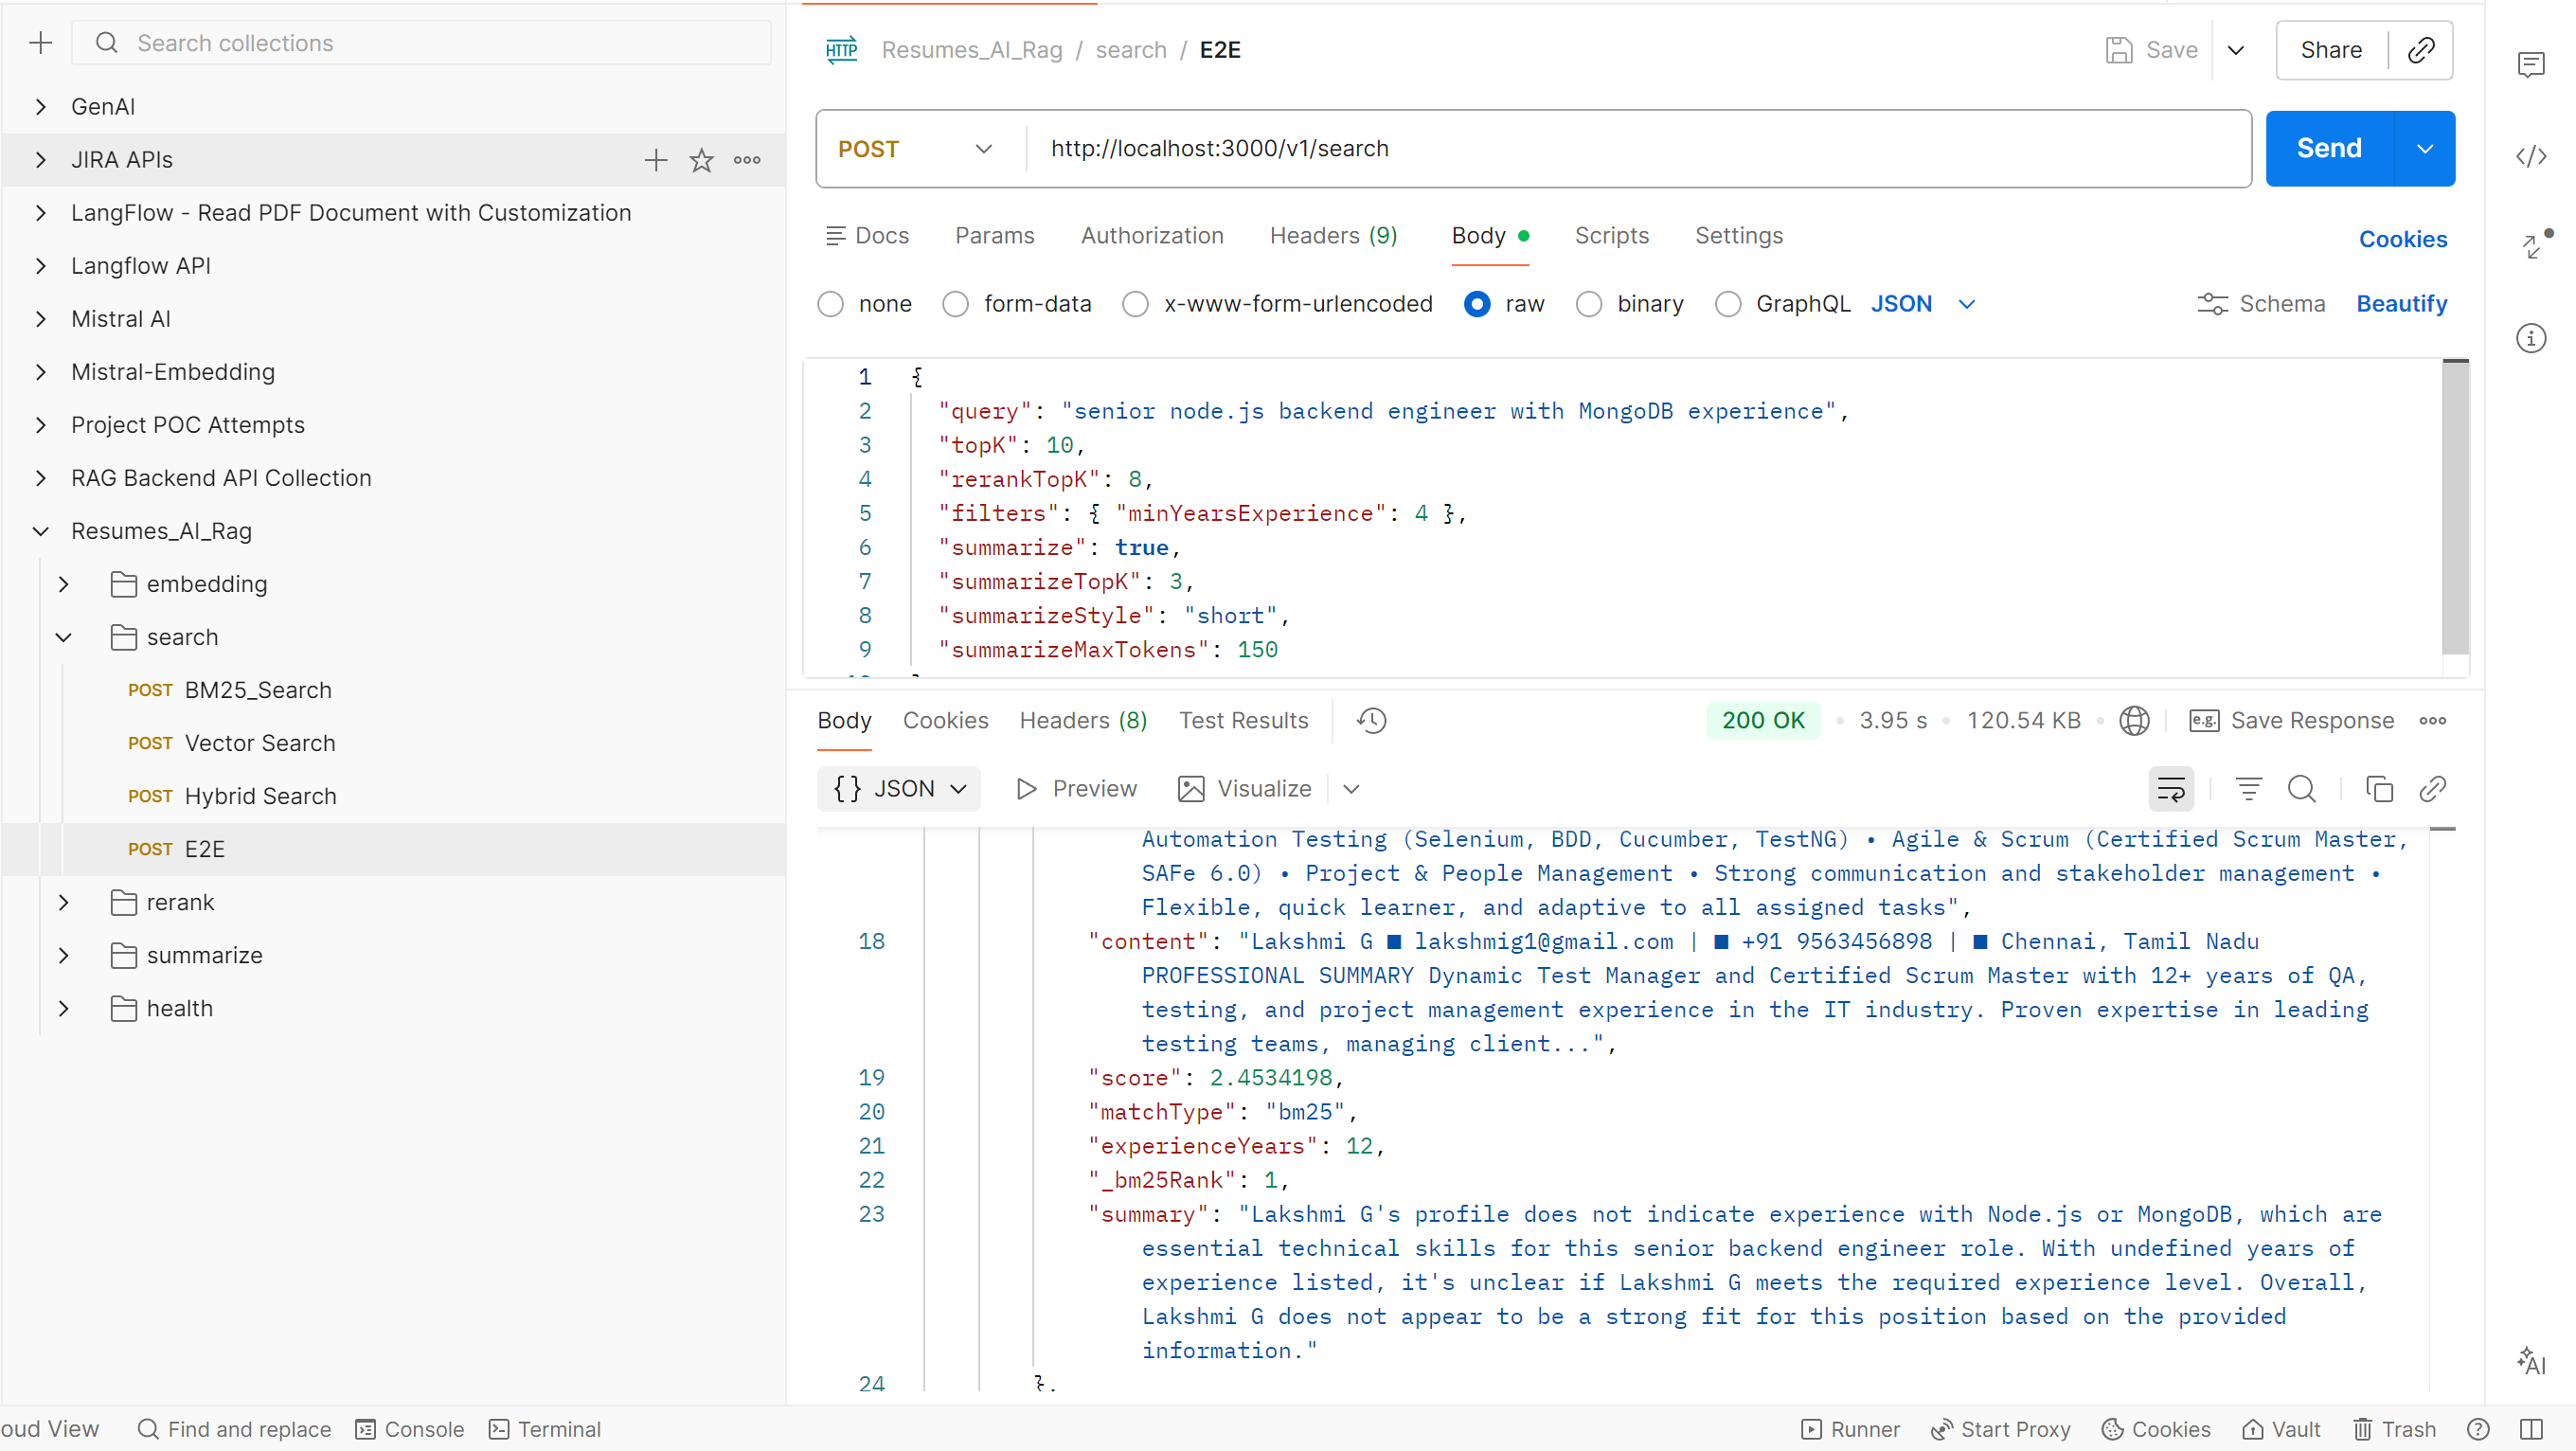 Search collections
GenAI
JIRA APIs
LangFlow - Read PDF Document with Customization
Langflow API
Mistral AI
Mistral-Embedding
Project POC Attempts
RAG Backend API Collection
Resumes_AI_Rag
embedding
search
POST BM25_Search
POST Vector Search
POST Hybrid Search
POST E2E
rerank
summarize
health
HTTP Resumes_AI_Rag / search / E2E
Save
Share
POST http://localhost:3000/v1/search
Send
Docs Params Authorization Headers (9) Body Scripts Settings Cookies
none form-data x-www-form-urlencoded raw binary GraphQL JSON Schema Beautify
1 {
2 "query": "senior node.js backend engineer with MongoDB experience",
3 "topK": 10,
4 "rerankTopK": 8,
5 "filters": { "minYearsExperience": 4 },
6 "summarize": true,
7 "summarizeTopK": 3,
8 "summarizeStyle": "short",
9 "summarizeMaxTokens": 150
Body Cookies Headers (8) Test Results 200 OK • 3.95 s • 120.54 KB • e.g. Save Response
{} JSON Preview Visualize
Automation Testing (Selenium, BDD, Cucumber, TestNG) • Agile & Scrum (Certified Scrum Master,
SAFe 6.0) • Project & People Management • Strong communication and stakeholder management •
Flexible, quick learner, and adaptive to all assigned tasks",
18 "content": "Lakshmi G ■ lakshmig1@gmail.com | ■ +91 9563456898 | ■ Chennai, Tamil Nadu
PROFESSIONAL SUMMARY Dynamic Test Manager and Certified Scrum Master with 12+ years of QA,
testing, and project management experience in the IT industry. Proven expertise in leading
testing teams, managing client...",
19 "score": 2.4534198,
20 "matchType": "bm25",
21 "experienceYears": 12,
22 "_bm25Rank": 1,
23 "summary": "Lakshmi G's profile does not indicate experience with Node.js or MongoDB, which are
essential technical skills for this senior backend engineer role. With undefined years of
experience listed, it's unclear if Lakshmi G meets the required experience level. Overall,
Lakshmi G does not appear to be a strong fit for this position based on the provided
information."
24 },
AI
oud View Find and replace Console Terminal Runner Start Proxy Cookies Vault Trash